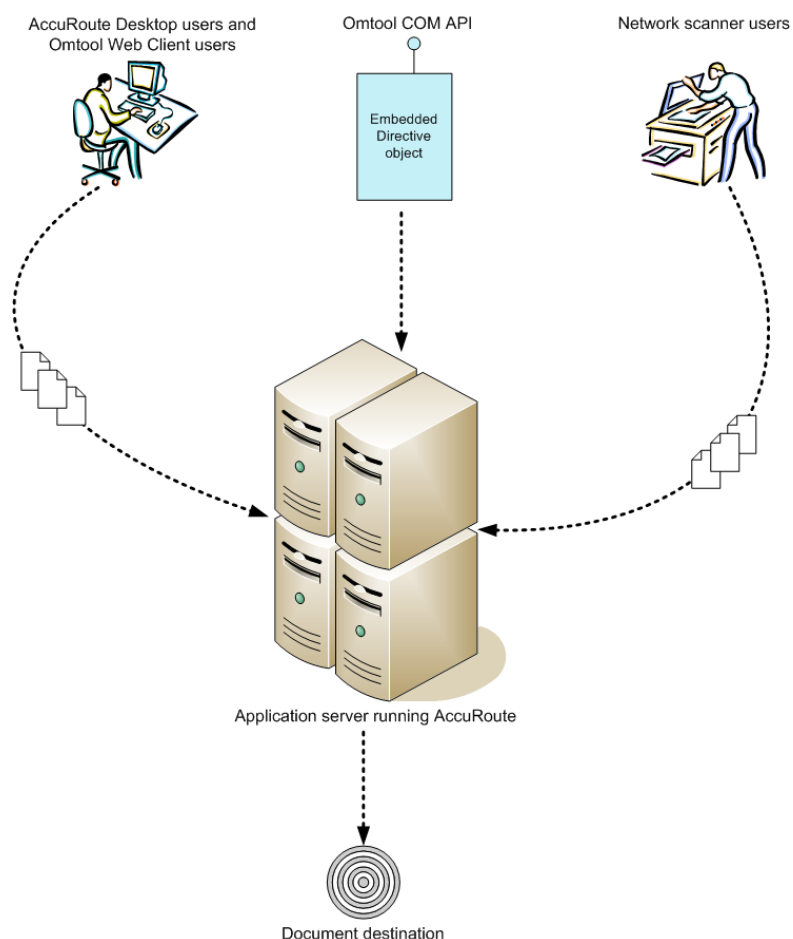 AccuRoute Desktop users and
Omtool Web Client users
Omtool COM API
Network scanner users
Embedded
Directive
object
Application server running AccuRoute
Document destination